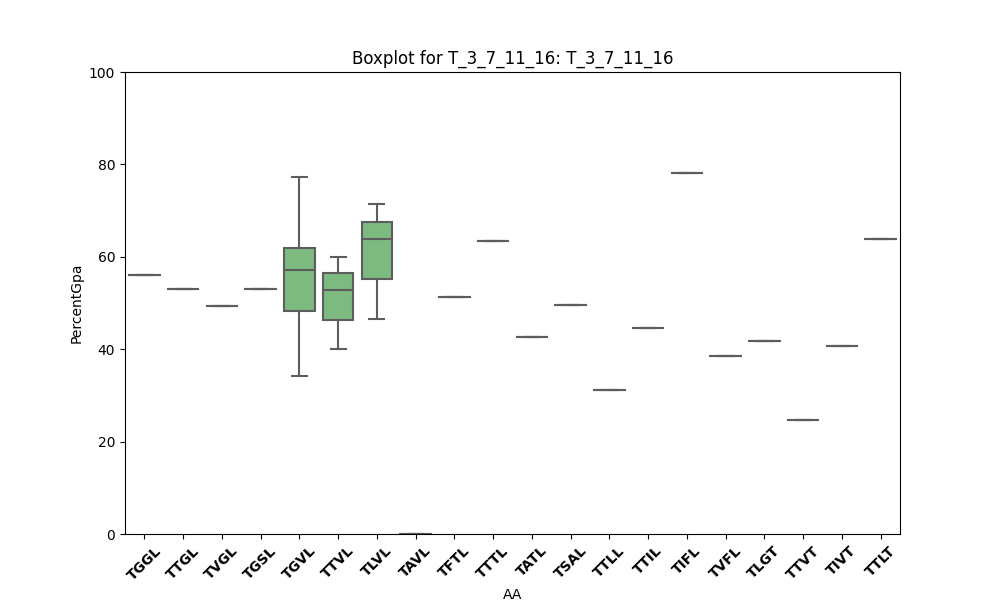 Boxplot for T_3_7_11_16: T_3_7_11_16
100
80
60
40
20
0
PercentGpa
TGGL TTGL TVGL TGSL TGVL TTVL TLVL TAVL TFTL TTTL TATL TSAL TTLL TTIL TIFL TVFL TLGT TTVT TIVT TTLT
AA